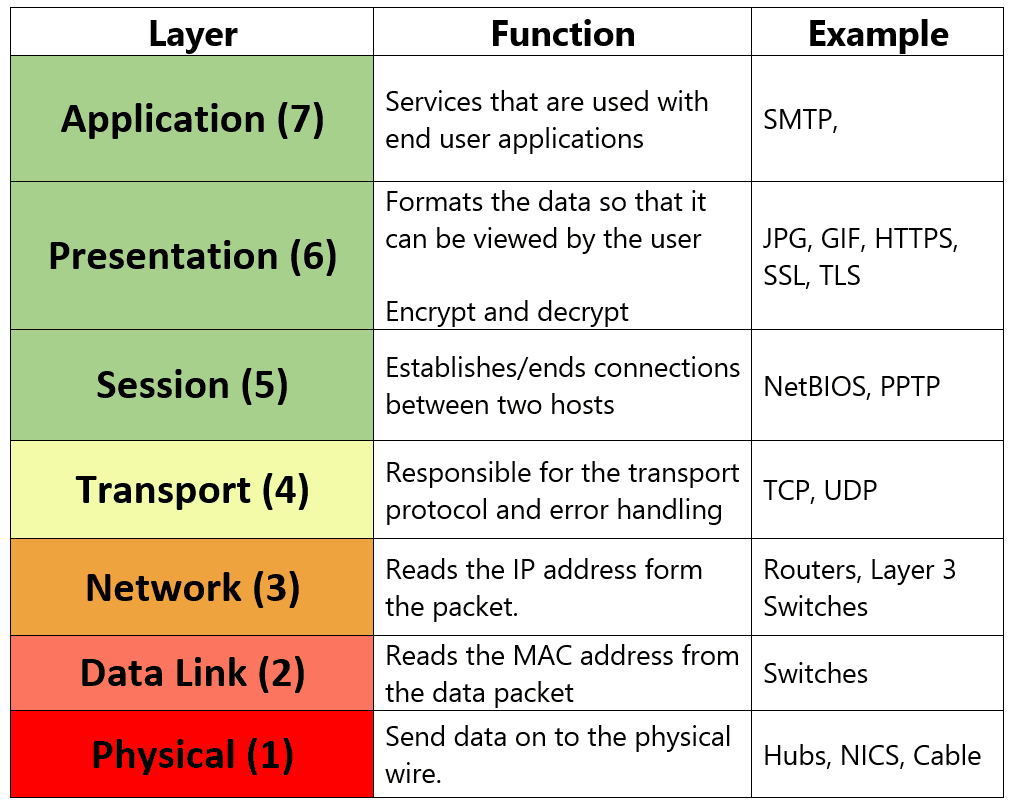 Layer Function Example
Application (7)
Services that are used with
end user applications
SMTP,
Presentation (6)
Formats the data so that it
can be viewed by the user
Encrypt and decrypt
JPG, GIF, HTTPS,
SSL, TLS
Session (5)
Establishes/ends connections
between two hosts
NetBIOS, PPTP
Transport (4)
Responsible for the transport
protocol and error handling
TCP, UDP
Network (3)
Reads the IP address form
the packet.
Routers, Layer 3
Switches
Data Link (2)
Reads the MAC address from
the data packet
Switches
Physical (1)
Send data on to the physical
wire.
Hubs, NICS, Cable